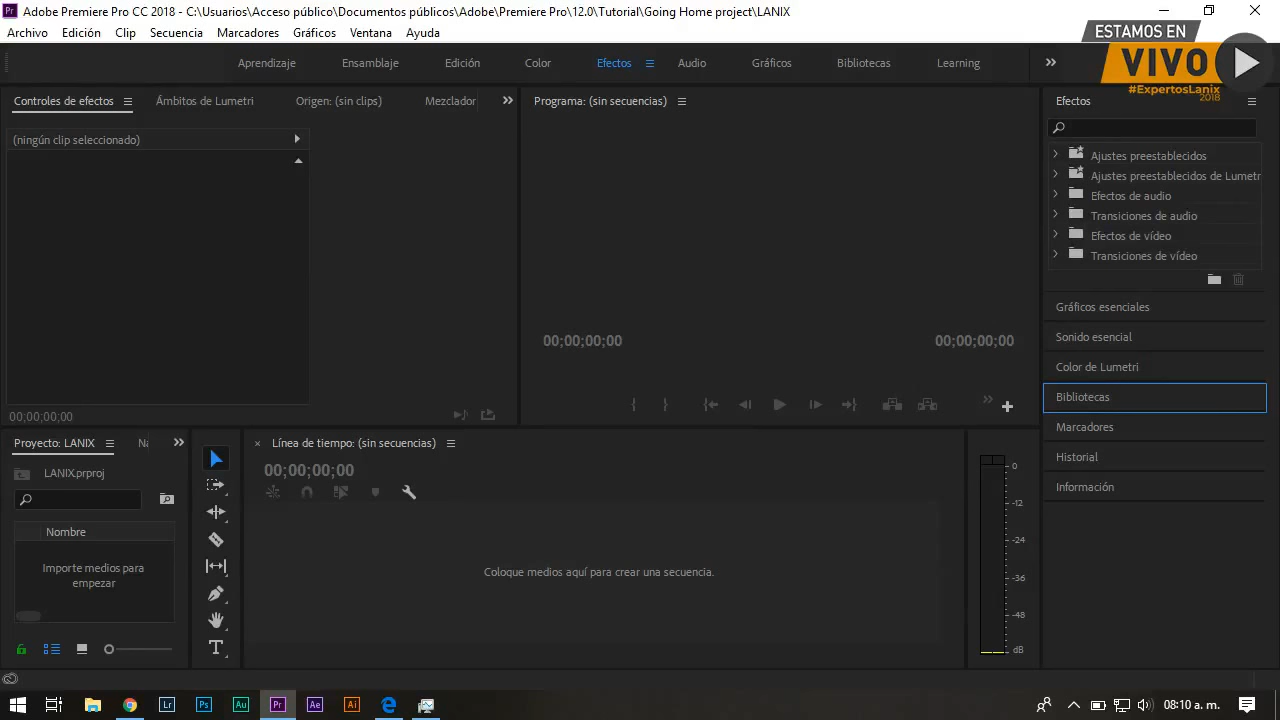 Adobe Premiere Pro CC 2018 - C:\Usuarios\Acceso público\Documentos públicos\Adobe\Premiere Pro\12.0\Tutorial\Going Home project\LANIX
Archivo Edición Clip Secuencia Marcadores Gráficos Ventana Ayuda
ESTAMOS EN
VIVO
#ExpertosLanix
2018
Aprendizaje Ensamblaje Edición Color Efectos Audio Gráficos Bibliotecas Learning
Controles de efectos Ámbitos de Lumetri Origen: (sin clips) Mezclador
(ningún clip seleccionado)
00;00;00;00
Programa: (sin secuencias)
00;00;00;00 00;00;00;00
Efectos
Ajustes preestablecidos
Ajustes preestablecidos de Lumetr
Efectos de audio
Transiciones de audio
Efectos de vídeo
Transiciones de vídeo
Gráficos esenciales
Sonido esencial
Color de Lumetri
Bibliotecas
Marcadores
Historial
Información
Proyecto: LANIX Na
LANIX.prproj
Nombre
Importe medios para
empezar
Línea de tiempo: (sin secuencias)
00;00;00;00
Coloque medios aquí para crear una secuencia.
0
-12
-24
-36
-48
dB
Lr Ps Au Pr Ae Ai
08:10 a. m.